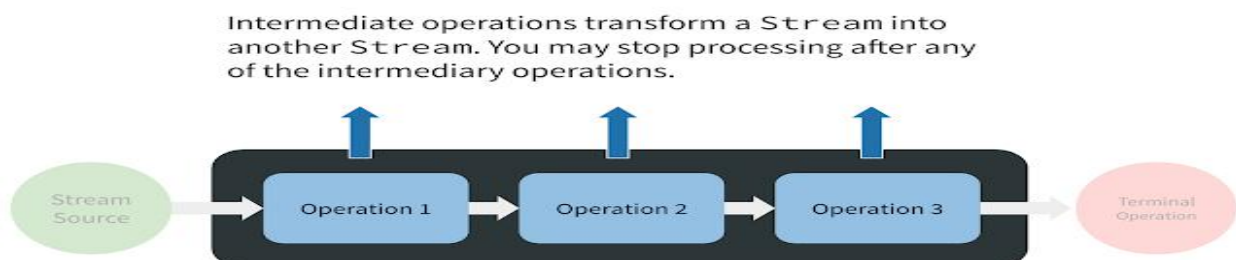 Intermediate operations transform a Stream into
another Stream. You may stop processing after any
of the intermediary operations.
Stream
Source
Operation 1
Operation 2
Operation 3
Terminal
Operation